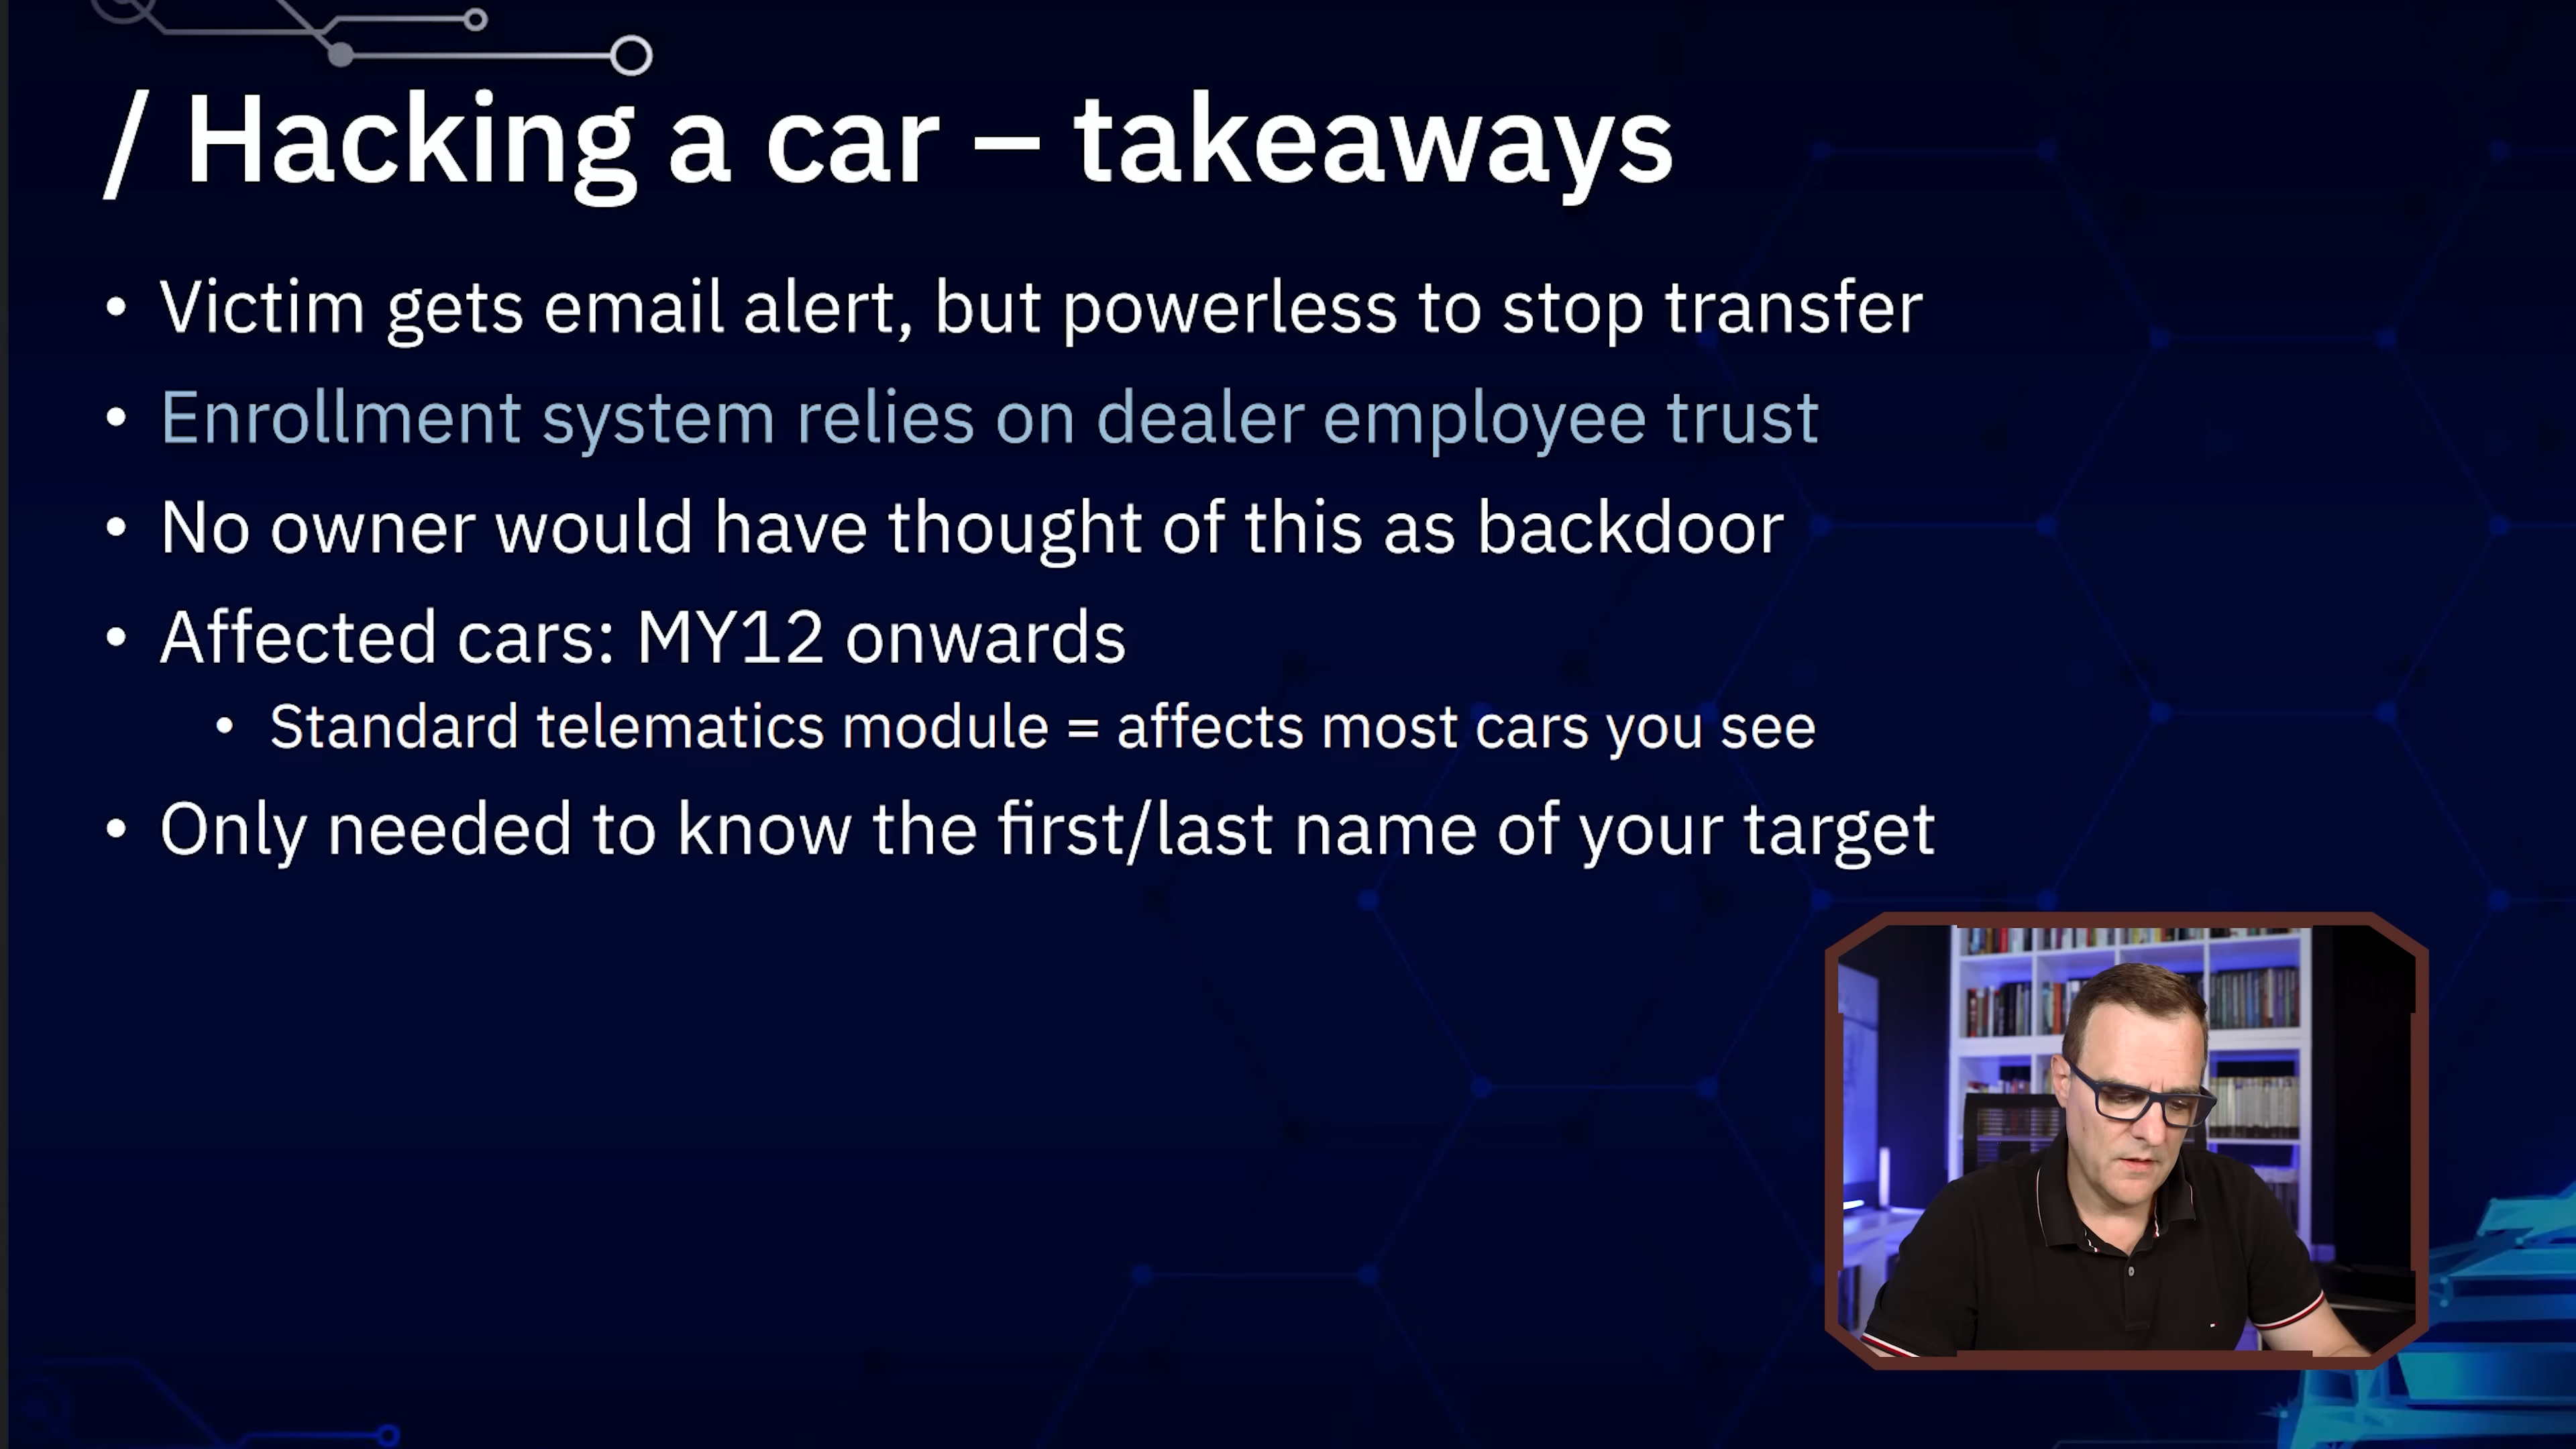 / Hacking a car – takeaways
• Victim gets email alert, but powerless to stop transfer
• Enrollment system relies on dealer employee trust
• No owner would have thought of this as backdoor
• Affected cars: MY12 onwards
• Standard telematics module = affects most cars you see
• Only needed to know the first/last name of your target